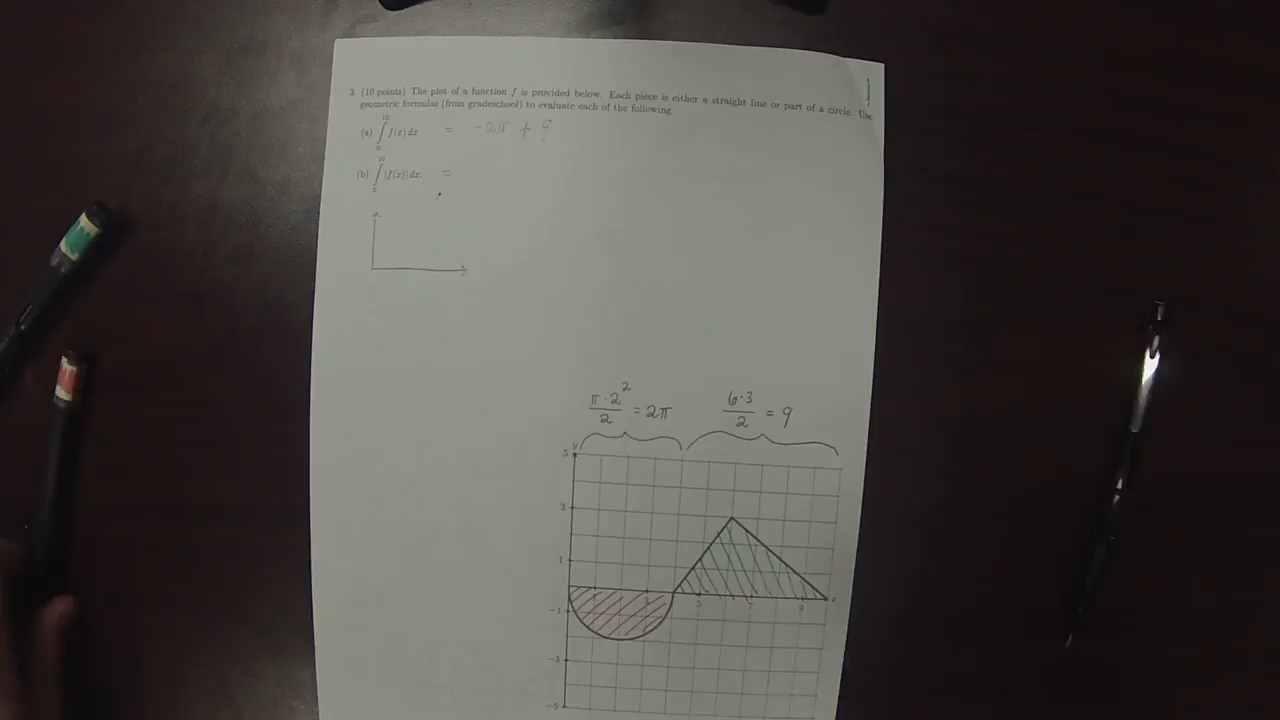 3. (10 points) The plot of a function f is provided below. Each piece is either a straight line or part of a circle. Use
geometric formulas (from gradeschool) to evaluate each of the following.
(a) ∫₀¹⁰ f(x) dx = -2π + 9
(b) ∫₀¹⁰ |f(x)| dx. =
π·2²/2 = 2π 6·3/2 = 9
y
5
3
1
3 5 7 9 x
-1
-3
-5